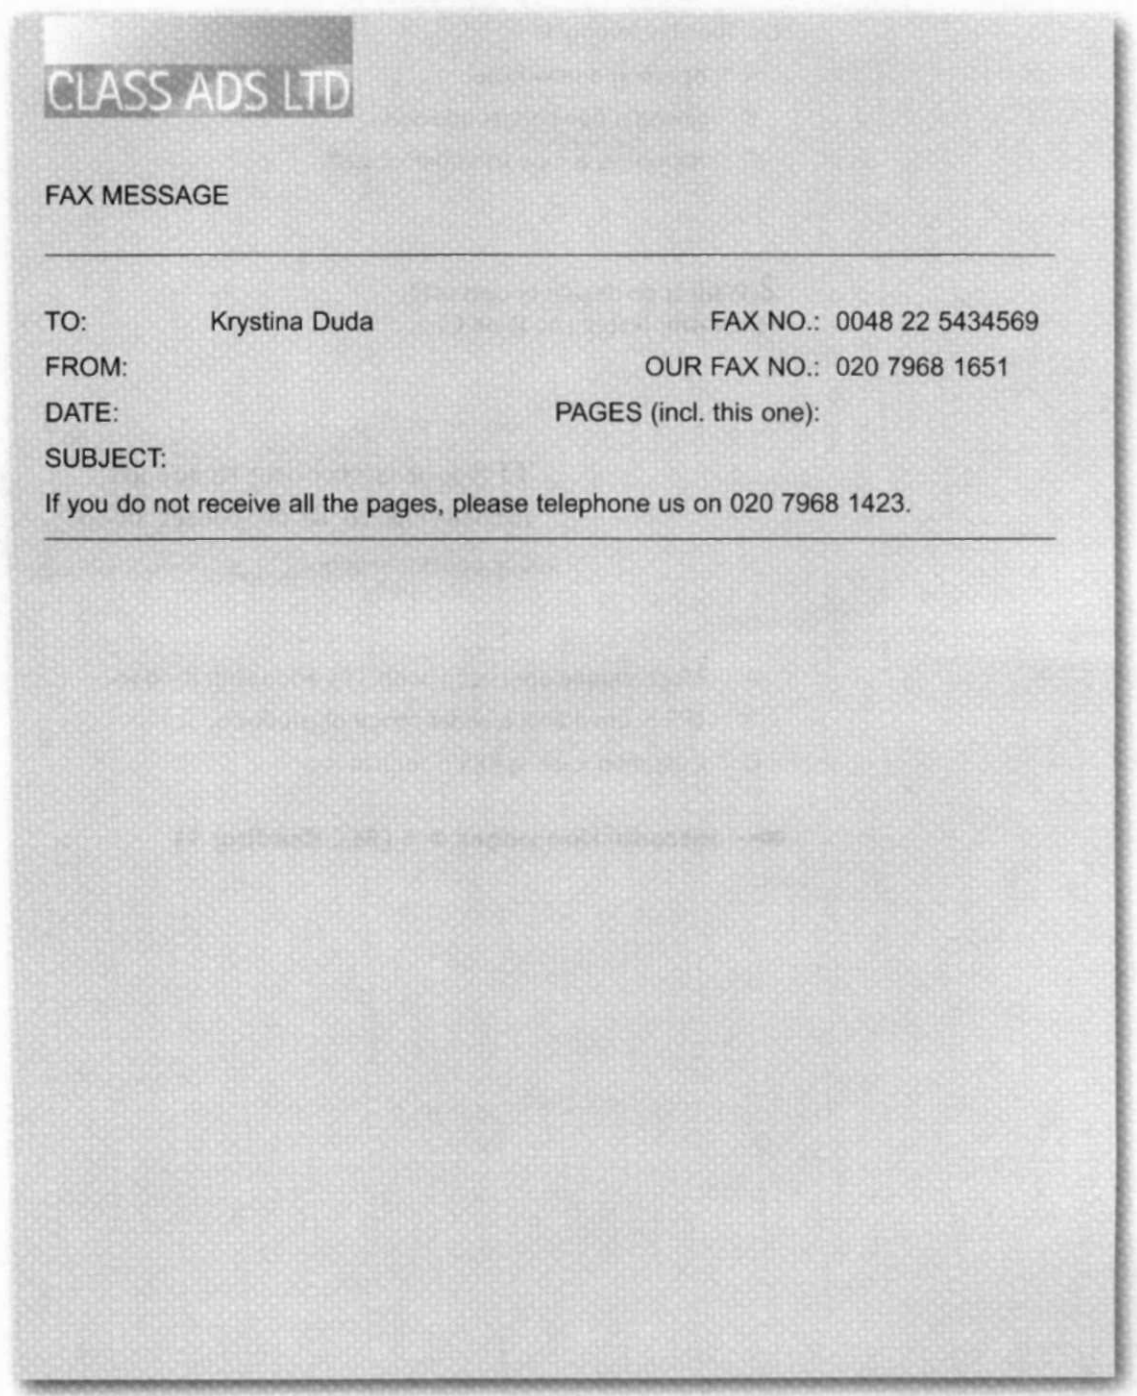 CLASS ADS LTD
FAX MESSAGE
TO: Krystina Duda FAX NO.: 0048 22 5434569
FROM: OUR FAX NO.: 020 7968 1651
DATE: PAGES (incl. this one):
SUBJECT:
If you do not receive all the pages, please telephone us on 020 7968 1423.